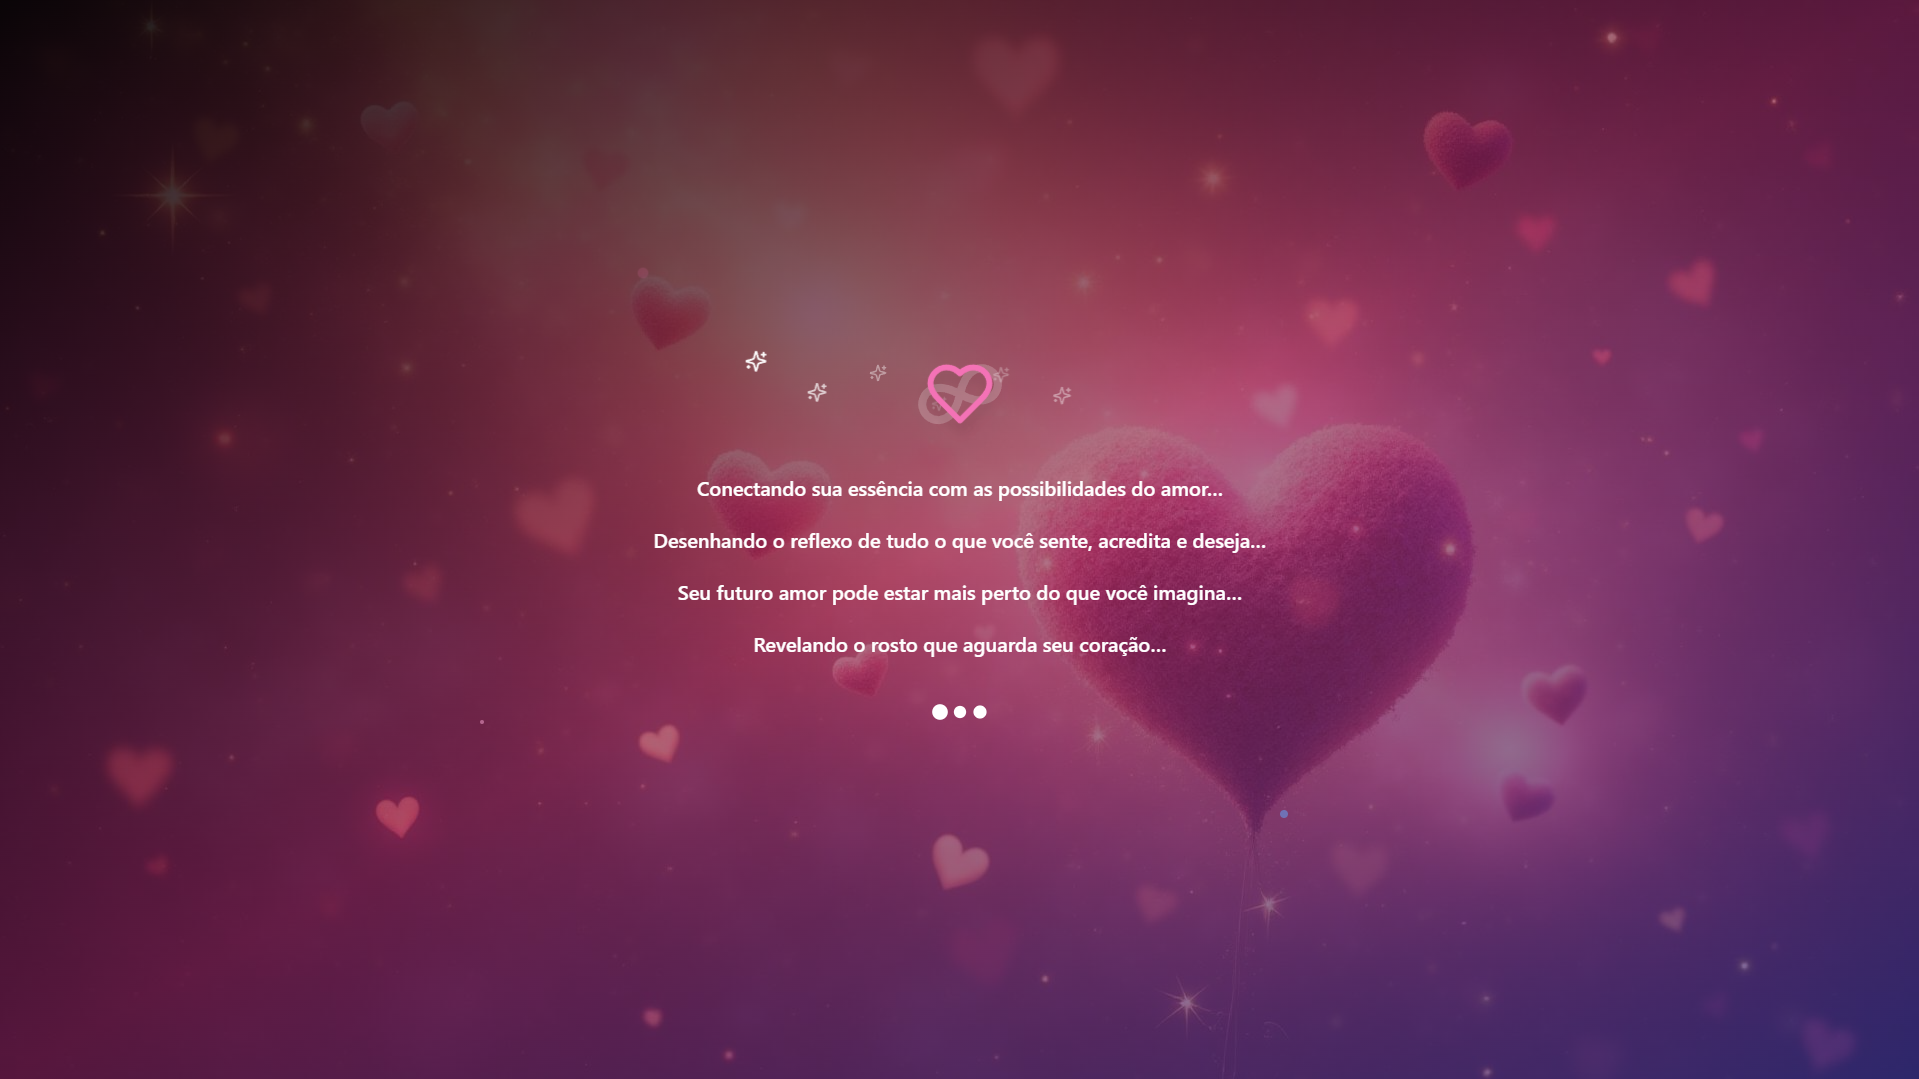 Conectando sua essência com as possibilidades do amor...
Desenhando o reflexo de tudo o que você sente, acredita e deseja...
Seu futuro amor pode estar mais perto do que você imagina...
Revelando o rosto que aguarda seu coração...